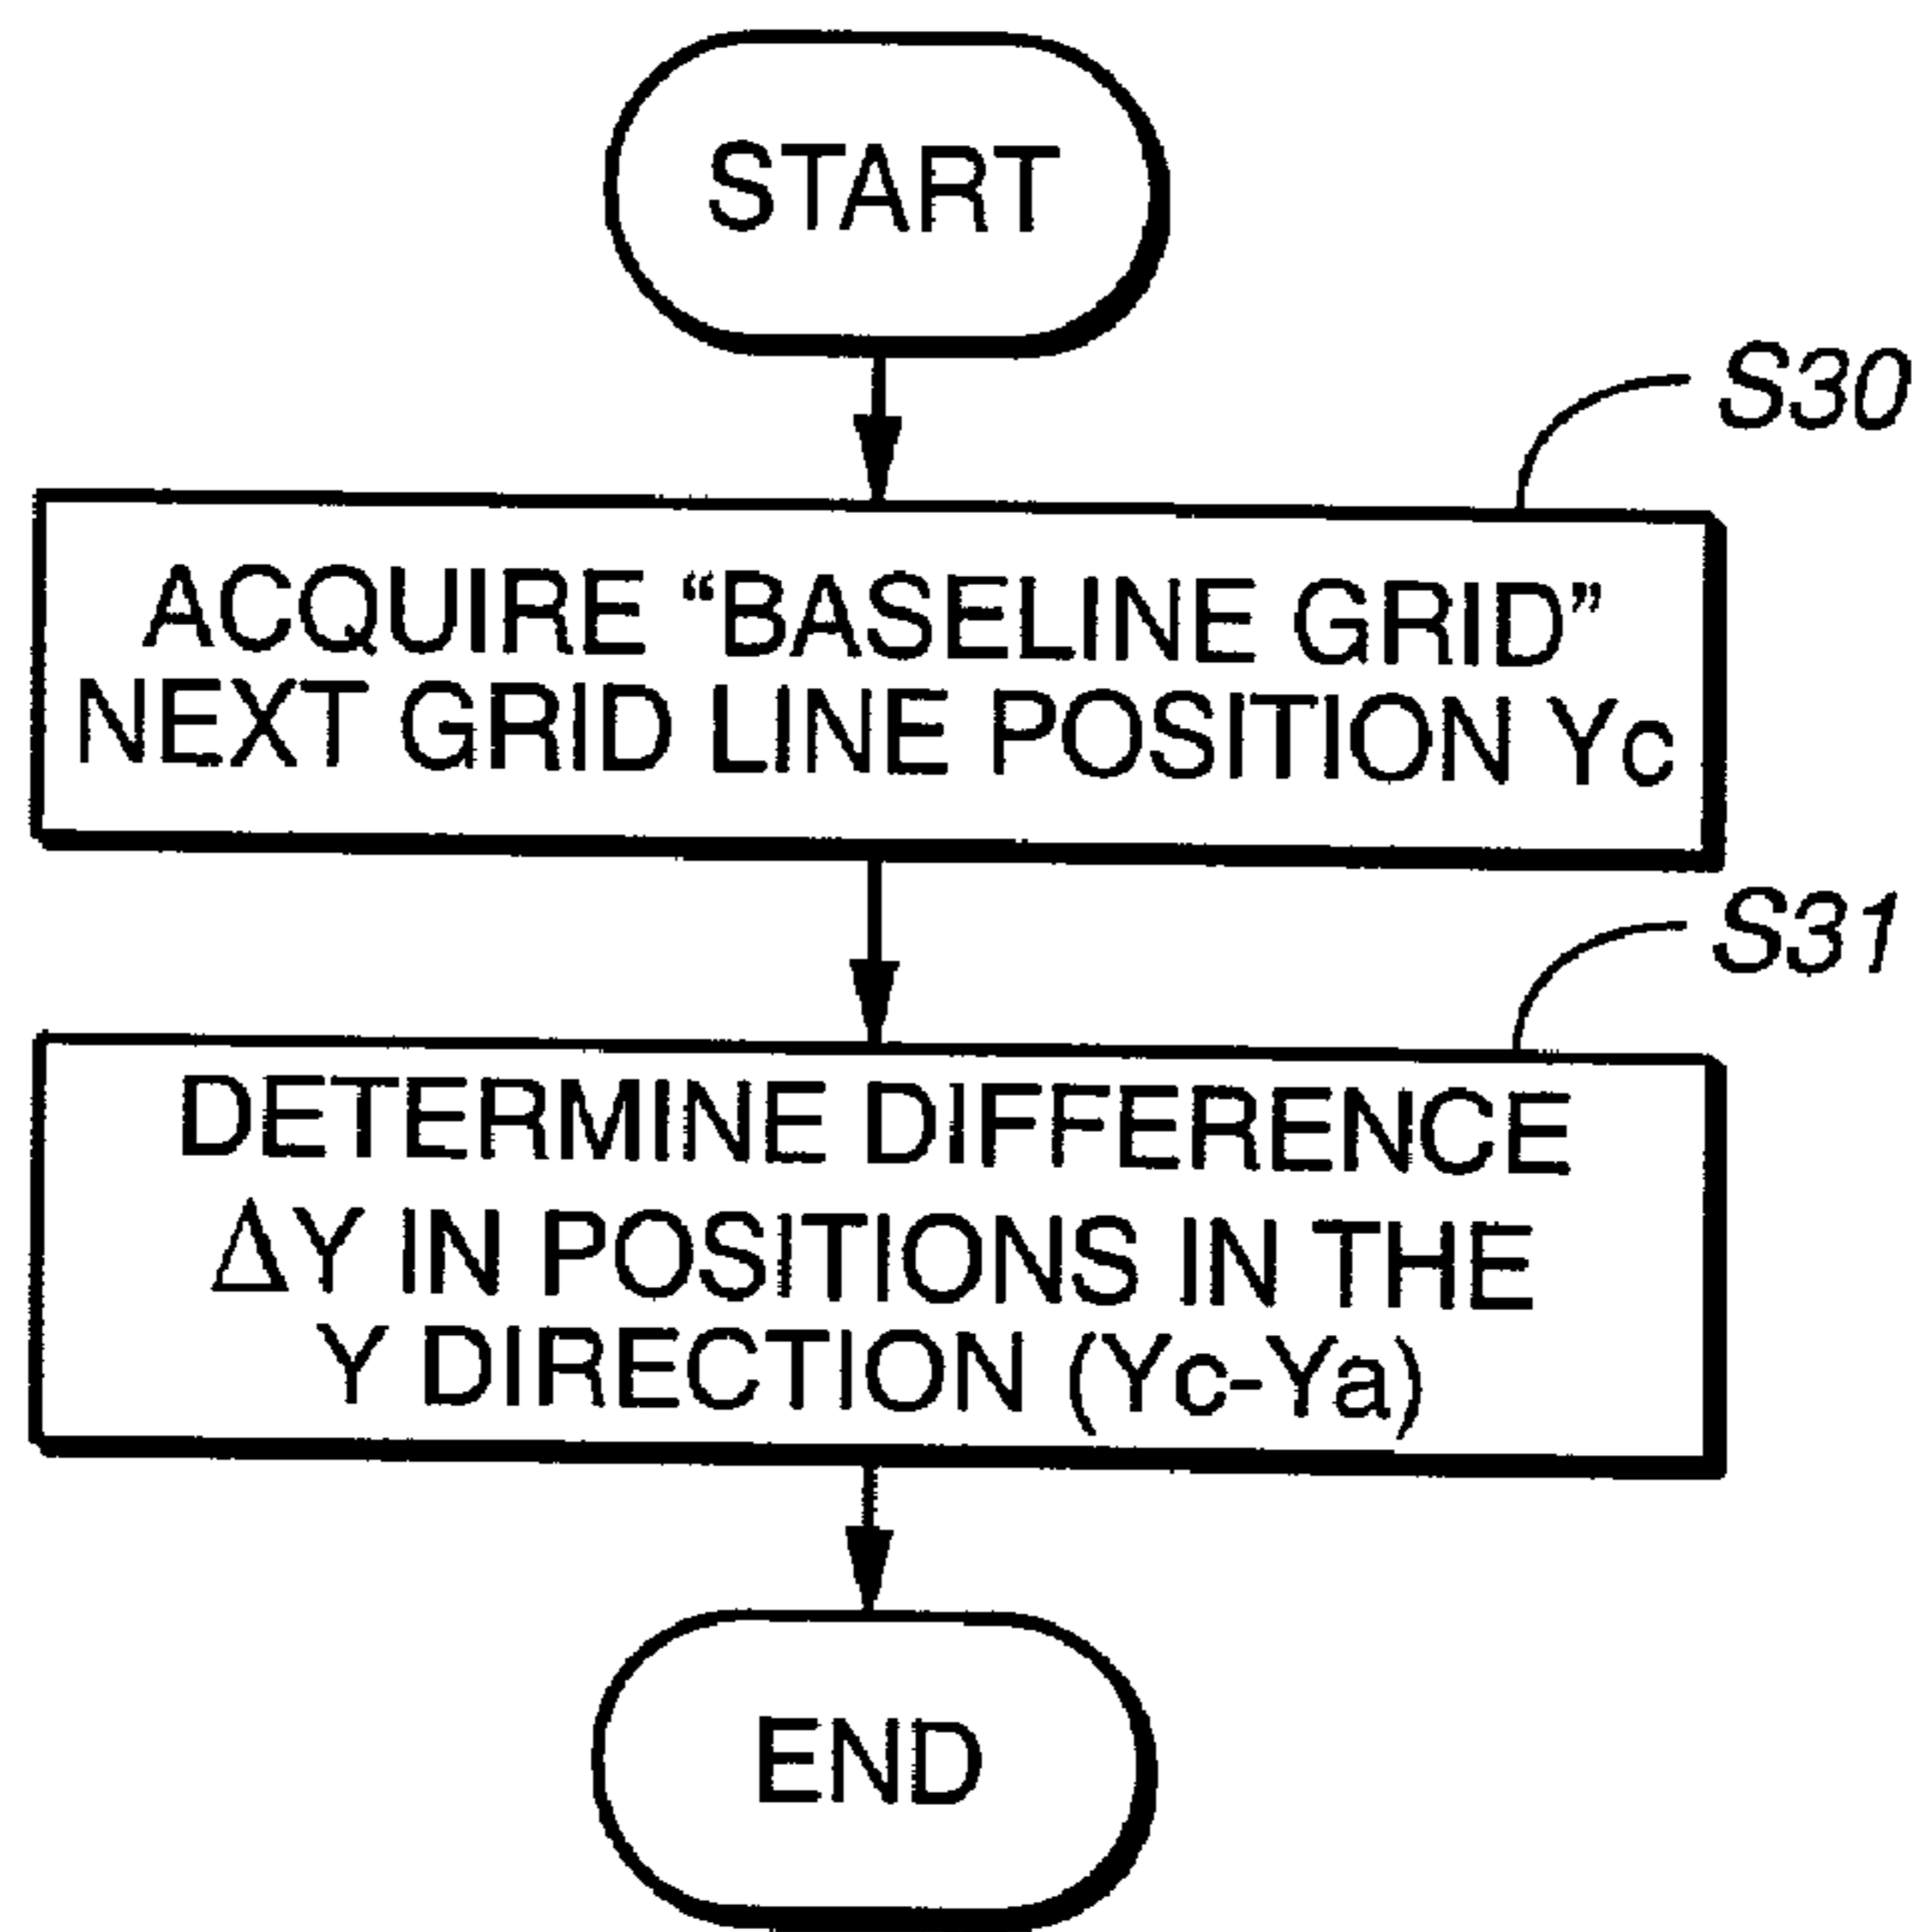 START
S30
ACQUIRE “BASELINE GRID”
NEXT GRID LINE POSITION Yc
S31
DETERMINE DIFFERENCE
ΔY IN POSITIONS IN THE
Y DIRECTION (Yc-Ya)
END